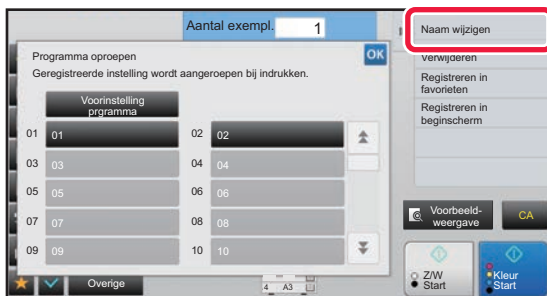 Aantal exempl. 1
Naam wijzigen
Programma oproepen
OK
Geregistreerde instelling wordt aangeroepen bij indrukken.
Verwijderen
Registreren in
favorieten
Registreren in
beginscherm
Voorinstelling
prgramma
01 01 02 02
03 03 04 04
05 05 06 06
07 07 08 08
09 09 10 10
Voorbeeld-
weergave
CA
Overige
4 A3
Z/W
Start
Kleur
Start